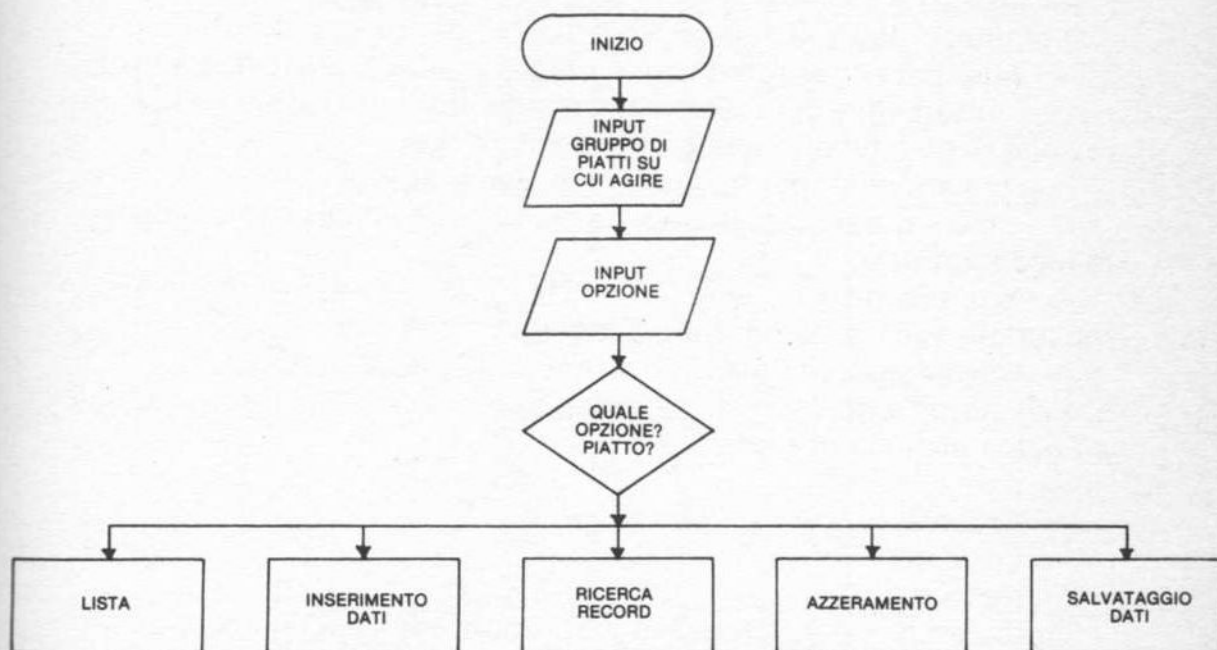 INIZIO
INPUT
GRUPPO DI
PIATTI SU
CUI AGIRE
INPUT
OPZIONE
QUALE
OPZIONE?
PIATTO?
LISTA
INSERIMENTO
DATI
RICERCA
RECORD
AZZERAMENTO
SALVATAGGIO
DATI